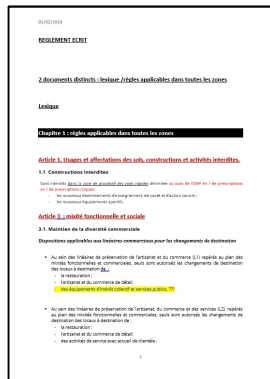 01/02/2018
REGLEMENT ECRIT
2 documents distincts : lexique /règles applicables dans toutes les zones
Lexique
Chapitre 1 : règles applicables dans toutes les zones
Article 1. Usages et affectations des sols, constructions et activités interdites.
1.1 Constructions Interdites
Sont interdits dans la zone de proximité des voies rapides délimitée au plan de l'OAP Air / de prescriptions
air / de prescriptions risques :
- les nouveaux établissements d'enseignement, de santé et d'action sociale ;
- les nouveaux équipements sportifs.
Article 3. : mixité fonctionnelle et sociale
3.1. Maintien de la diversité commerciale
Dispositions applicables aux linéaires commerciaux pour les changements de destination
• Au sein des linéaires de préservation de l'artisanat et du commerce (L1) repérés au plan des
mixités fonctionnelles et commerciales, seuls sont autorisés les changements de destination
des locaux à destination de :
- la restauration ;
- l'artisanat et du commerce de détail;
- des équipements d'intérêt collectif et services publics. ???
• Au sein des linéaires de préservation de l'artisanat, du commerce et des services (L2), repérés
au plan des mixités fonctionnelles et commerciales, seuls sont autorisés les changements de
destination des locaux à destination de :
- la restauration ;
- l'artisanat et du commerce de détail;
- des activités de service avec accueil de clientèle ;
1